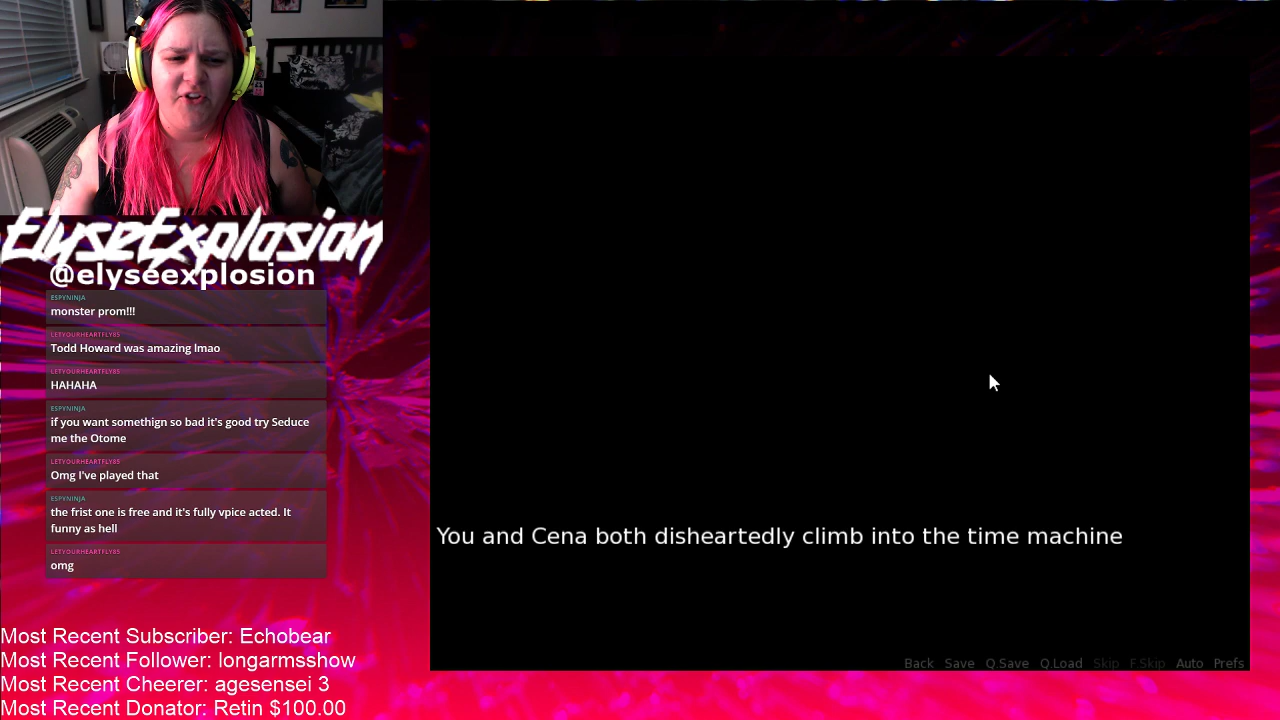 ElyseExplosion
@elyseexplosion
ESPYNINJA
monster prom!!!
LETYOURHEARTFLY85
Todd Howard was amazing lmao
LETYOURHEARTFLY85
HAHAHA
ESPYNINJA
if you want somethign so bad it's good try Seduce
me the Otome
LETYOURHEARTFLY85
Omg I've played that
ESPYNINJA
the frist one is free and it's fully vpice acted. It
funny as hell
LETYOURHEARTFLY85
omg
Most Recent Subscriber: Echobear
Most Recent Follower: longarmsshow
Most Recent Cheerer: agesensei 3
Most Recent Donator: Retin $100.00
You and Cena both disheartedly climb into the time machine
Back Save Q.Save Q.Load Skip F.Skip Auto Prefs